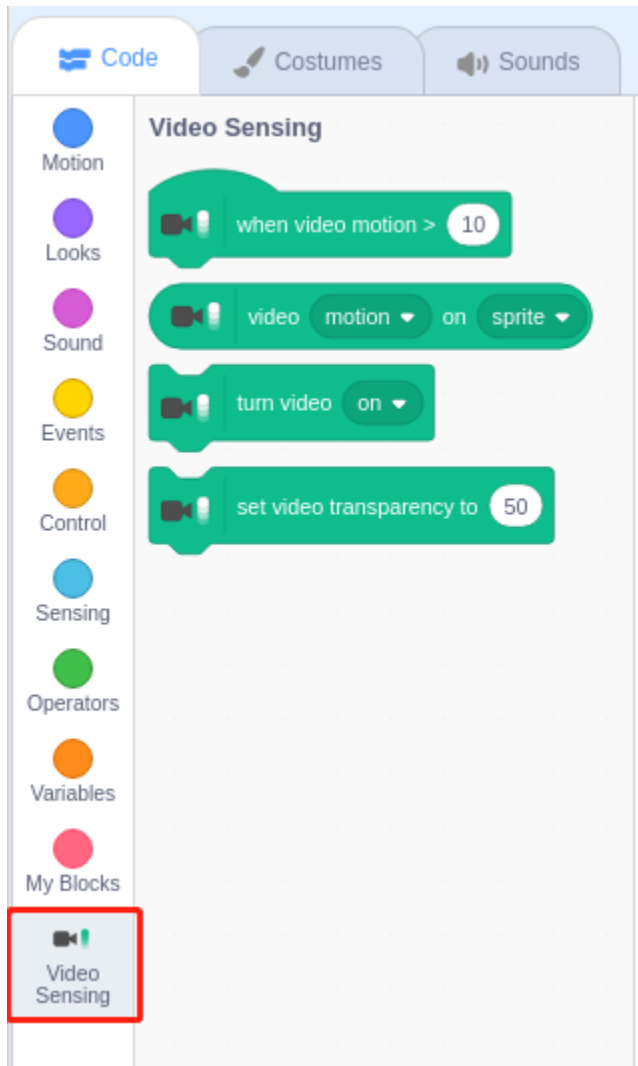 Code
Costumes
Sounds
Motion
Looks
Sound
Events
Control
Sensing
Operators
Variables
My Blocks
Video
Sensing
Video Sensing
when video motion > 10
video motion on sprite
turn video on
set video transparency to 50